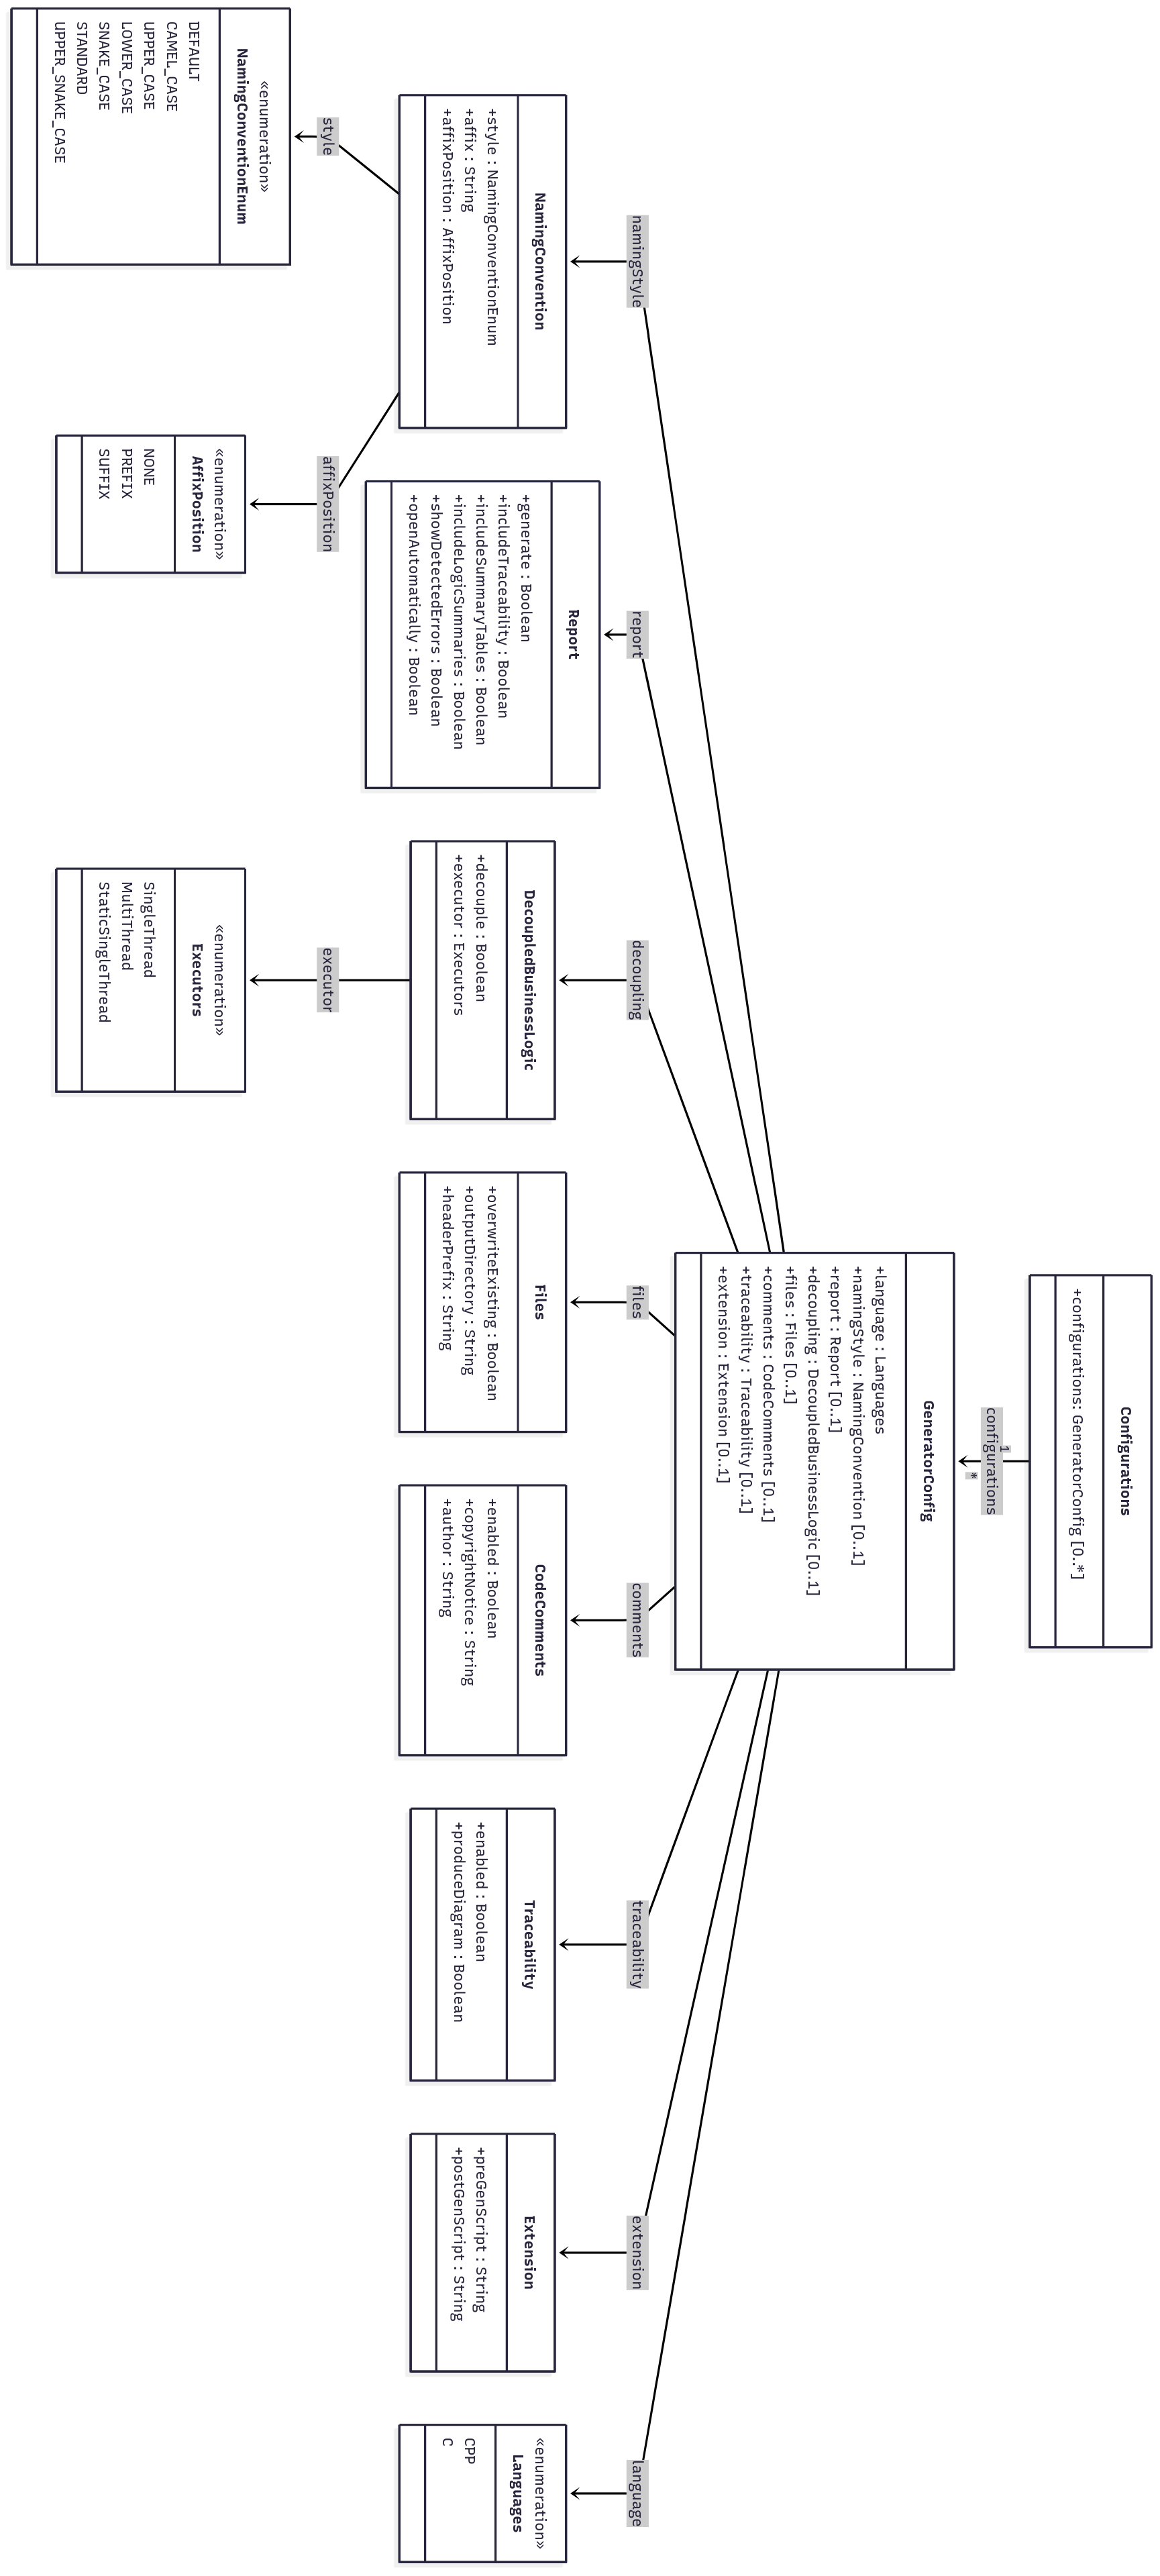 Configurations
+configurations: GeneratorConfig [0..*]
1
configurations
*
GeneratorConfig
+language : Languages
+namingStyle : NamingConvention [0..1]
+report : Report [0..1]
+decoupling : DecoupledBusinessLogic [0..1]
+files : Files [0..1]
+comments : CodeComments [0..1]
+traceability : Traceability [0..1]
+extension : Extension [0..1]
namingStyle
report
decoupling
files
comments
traceability
extension
language
NamingConvention
+style : NamingConventionEnum
+affix : String
+affixPosition : AffixPosition
Report
+generate : Boolean
+includeTraceability : Boolean
+includeSummaryTables : Boolean
+includeLogicSummaries : Boolean
+showDetectedErrors : Boolean
+openAutomatically : Boolean
DecoupledBusinessLogic
+decouple : Boolean
+executor : Executors
Files
+overwriteExisting : Boolean
+outputDirectory : String
+headerPrefix : String
CodeComments
+enabled : Boolean
+copyrightNotice : String
+author : String
Traceability
+enabled : Boolean
+produceDiagram : Boolean
Extension
+preGenScript : String
+postGenScript : String
«enumeration»
Languages
CPP
C
style
affixPosition
executor
«enumeration»
NamingConventionEnum
DEFAULT
CAMEL_CASE
UPPER_CASE
LOWER_CASE
SNAKE_CASE
STANDARD
UPPER_SNAKE_CASE
«enumeration»
AffixPosition
NONE
PREFIX
SUFFIX
«enumeration»
Executors
SingleThread
MultiThread
StaticSingleThread